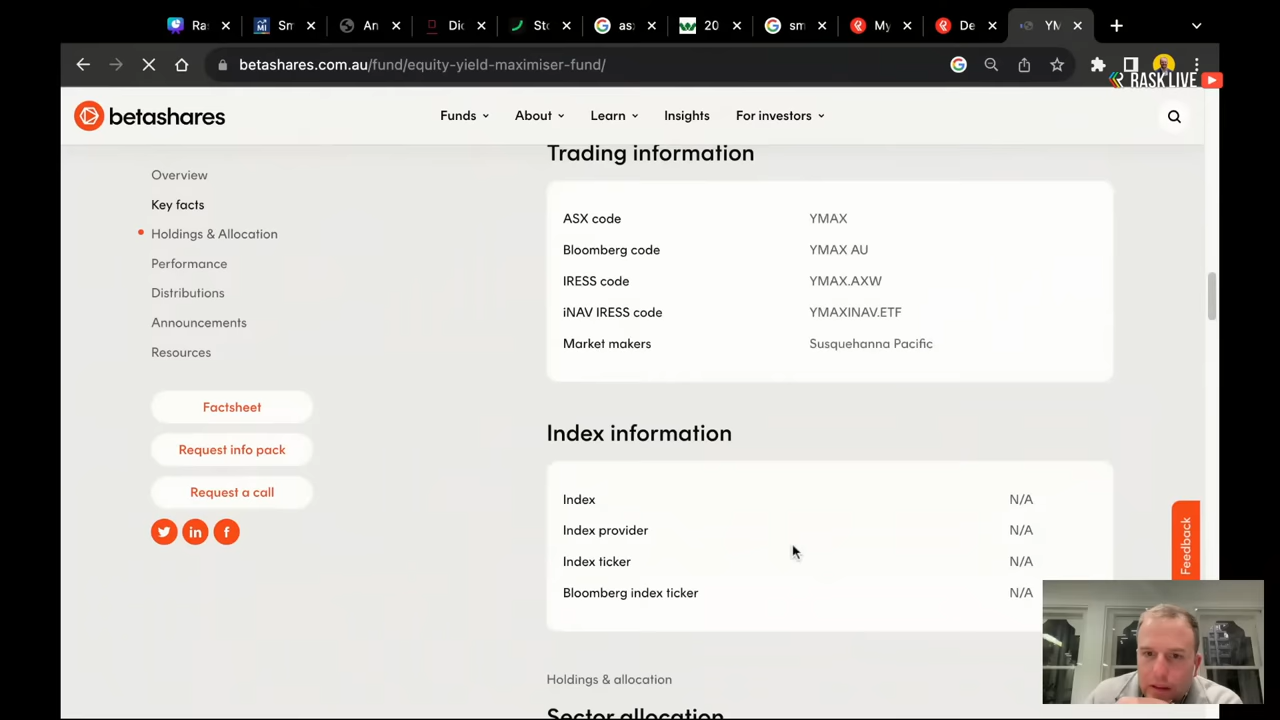 Ra
Sm
An
Dic
Sto
as
20
sm
My
De
YM
betashares.com.au/fund/equity-yield-maximiser-fund/
RASK LIVE
betashares
Funds
About
Learn
Insights
For investors
Overview
Key facts
Holdings & Allocation
Performance
Distributions
Announcements
Resources
Factsheet
Request info pack
Request a call
Trading information
ASX code YMAX
Bloomberg code YMAX AU
IRESS code YMAX.AXW
iNAV IRESS code YMAXINAV.ETF
Market makers Susquehanna Pacific
Index information
Index N/A
Index provider N/A
Index ticker N/A
Bloomberg index ticker N/A
Holdings & allocation
Sector allocation
Feedback